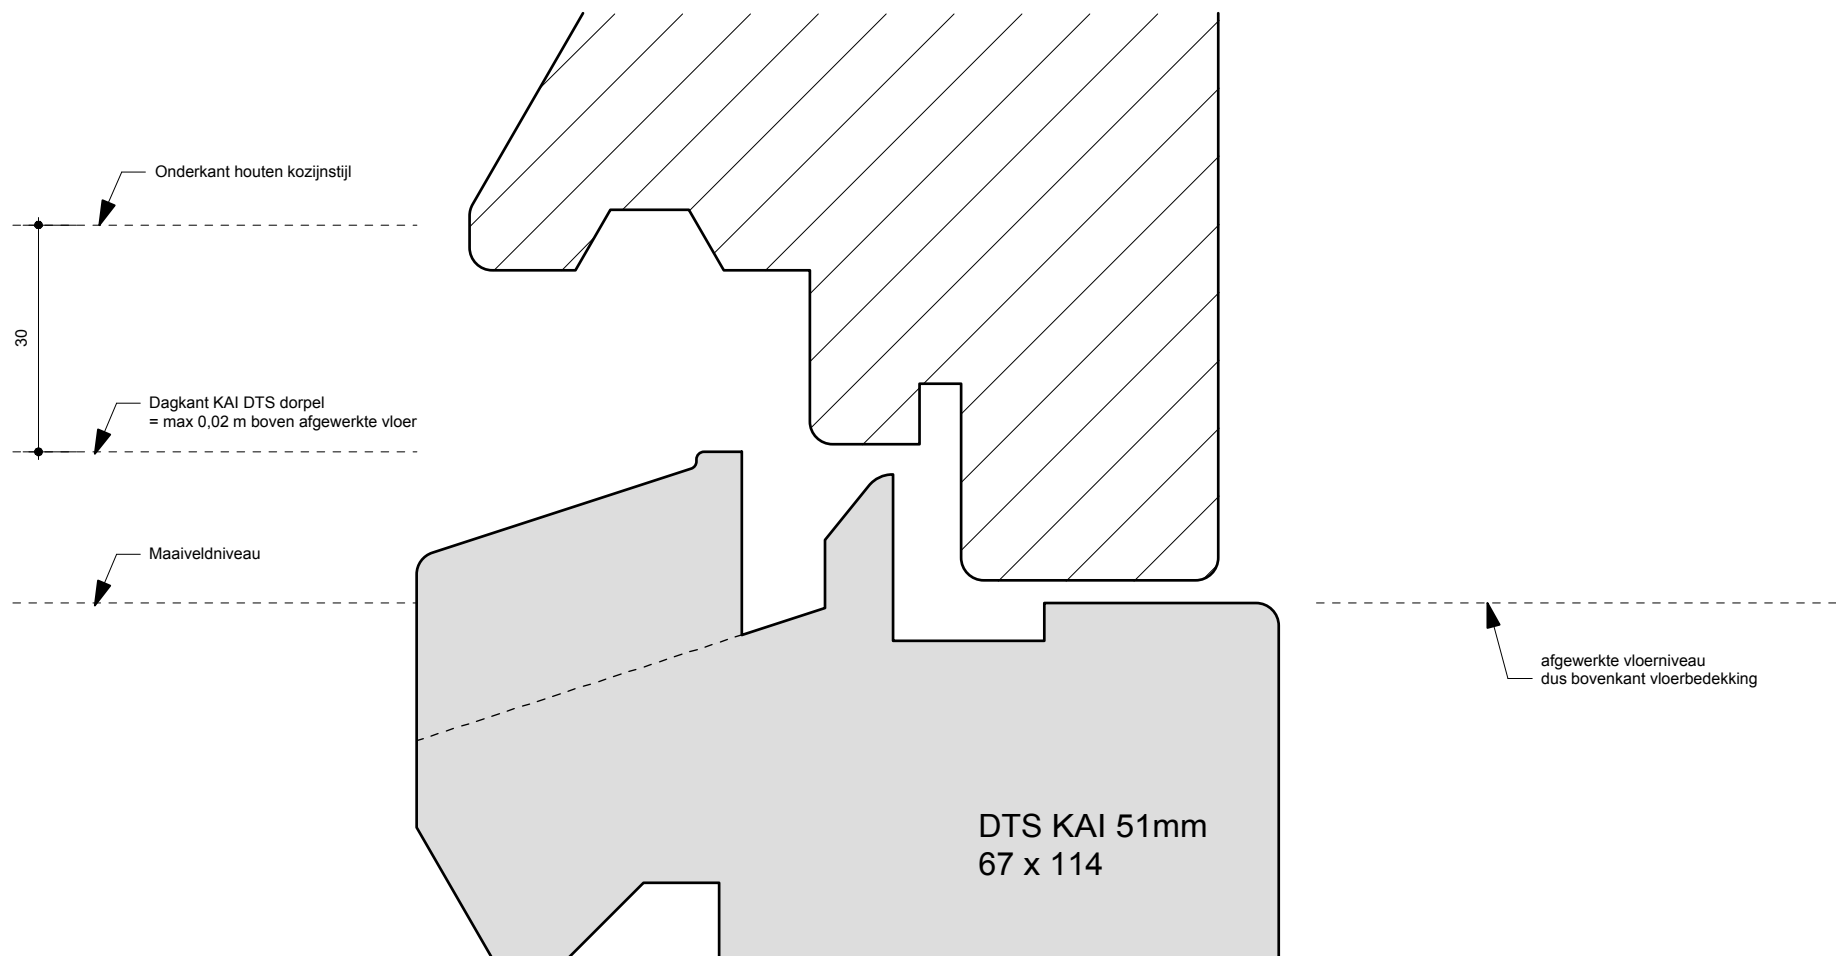 Onderkant houten kozijnstijl
30
Dagkant KAI DTS dorpel
= max 0,02 m boven afgewerkte vloer
Maaiveldniveau
afgewerkte vloerniveau
dus bovenkant vloerbedekking
DTS KAI 51mm
67 x 114